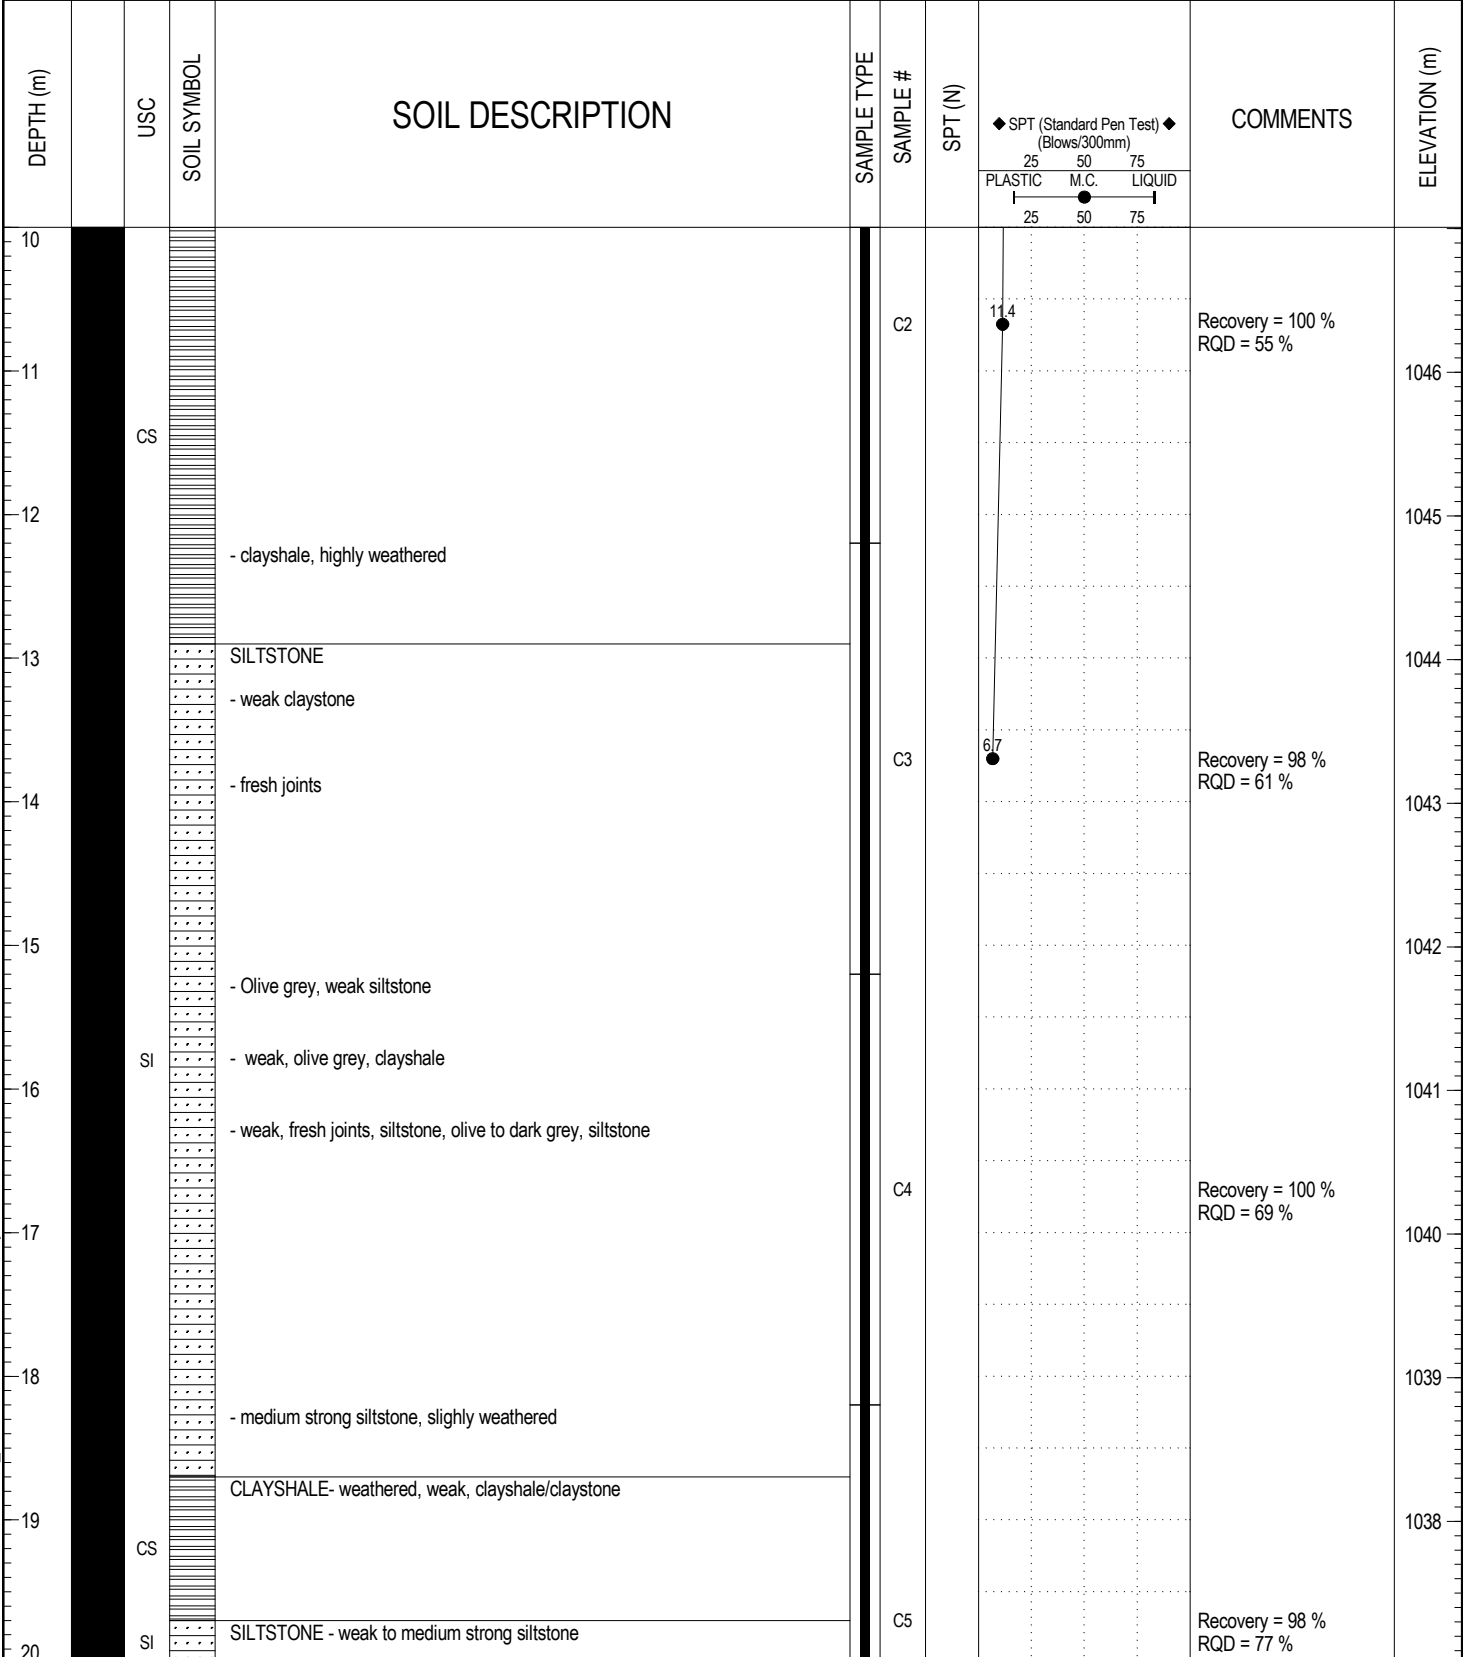 DEPTH (m)
USC
SOIL SYMBOL
SOIL DESCRIPTION
SAMPLE TYPE
SAMPLE #
SPT (N)
◆ SPT (Standard Pen Test) ◆
(Blows/300mm)
25 50 75
PLASTIC M.C. LIQUID
25 50 75
COMMENTS
ELEVATION (m)
10
11.4
C2
Recovery = 100 %
RQD = 55 %
11
1046
CS
12
1045
- clayshale, highly weathered
SILTSTONE
13
1044
- weak claystone
6.7
C3
Recovery = 98 %
RQD = 61 %
- fresh joints
14
1043
15
1042
- Olive grey, weak siltstone
SI
- weak, olive grey, clayshale
16
1041
- weak, fresh joints, siltstone, olive to dark grey, siltstone
C4
Recovery = 100 %
RQD = 69 %
17
1040
18
1039
- medium strong siltstone, slighly weathered
CLAYSHALE- weathered, weak, clayshale/claystone
19
1038
CS
C5
Recovery = 98 %
RQD = 77 %
SILTSTONE - weak to medium strong siltstone
SI
20